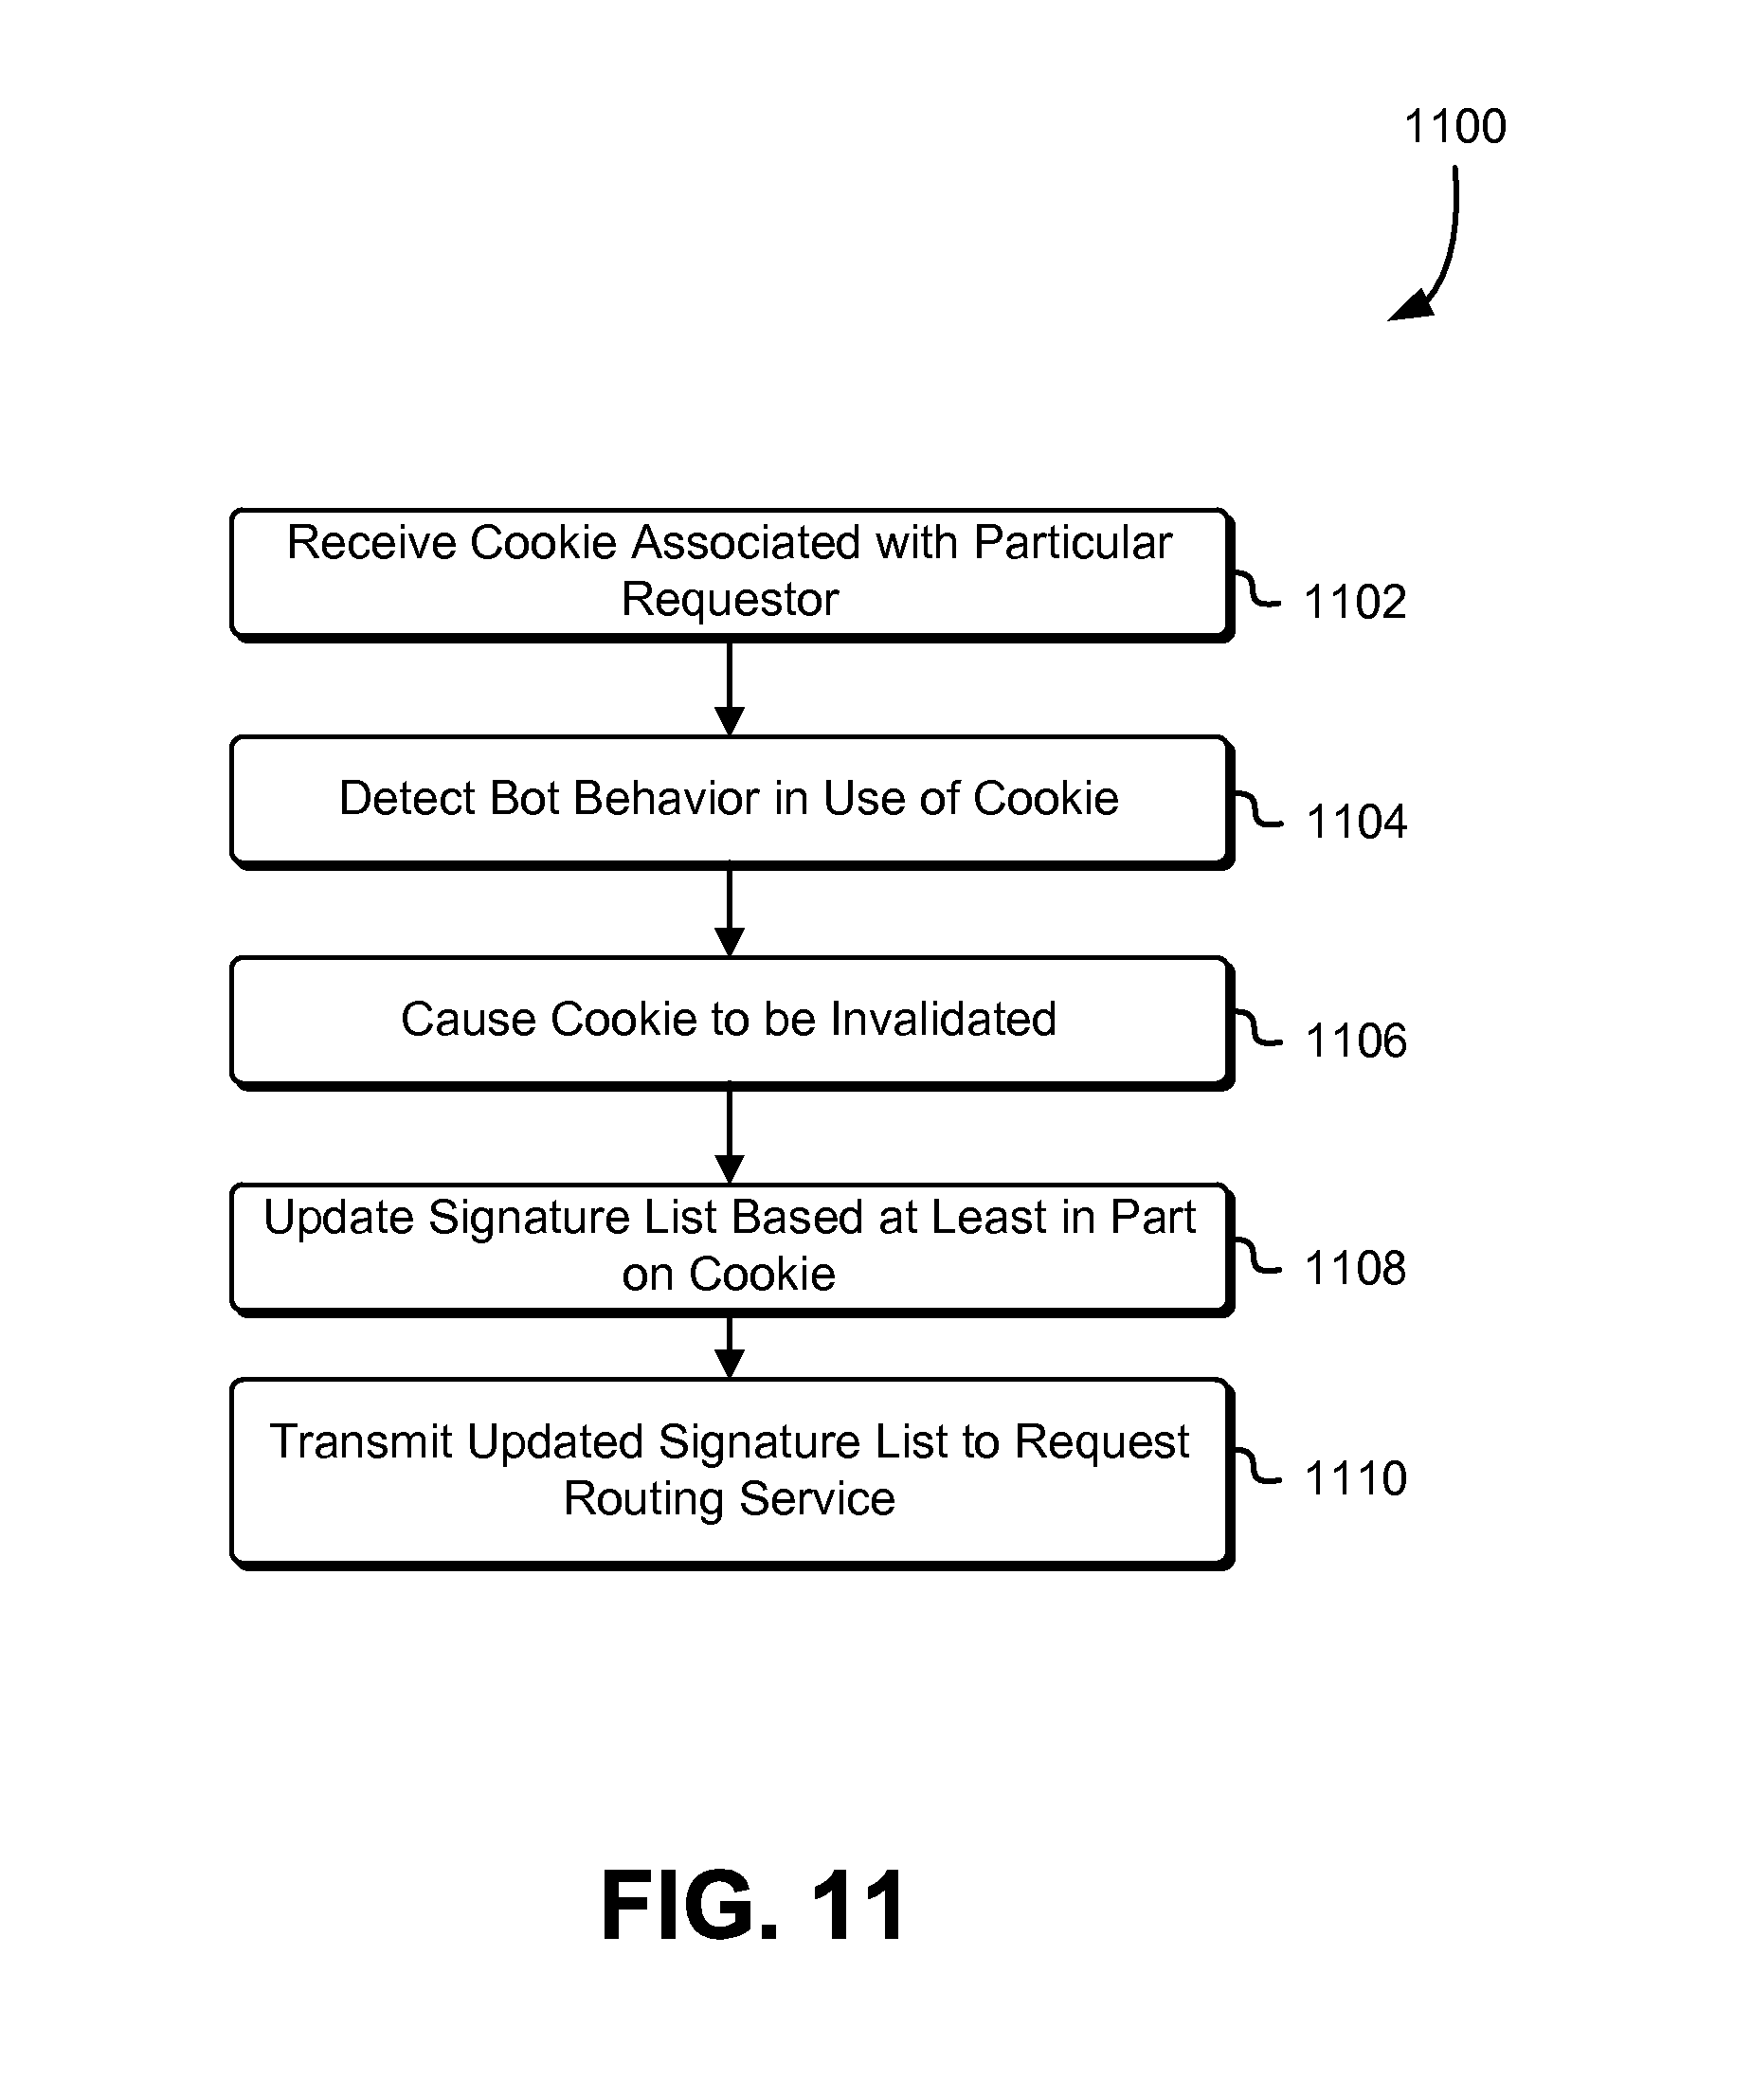 1100
Receive Cookie Associated with Particular
Requestor
1102
Detect Bot Behavior in Use of Cookie
1104
Cause Cookie to be Invalidated
1106
Update Signature List Based at Least in Part
on Cookie
1108
Transmit Updated Signature List to Request
Routing Service
1110
FIG. 11